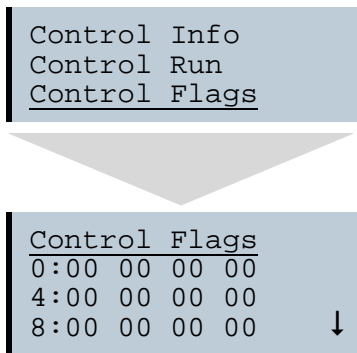 Control Info
Control Run
Control Flags
Control Flags
0:00 00 00 00
4:00 00 00 00
8:00 00 00 00 ↓